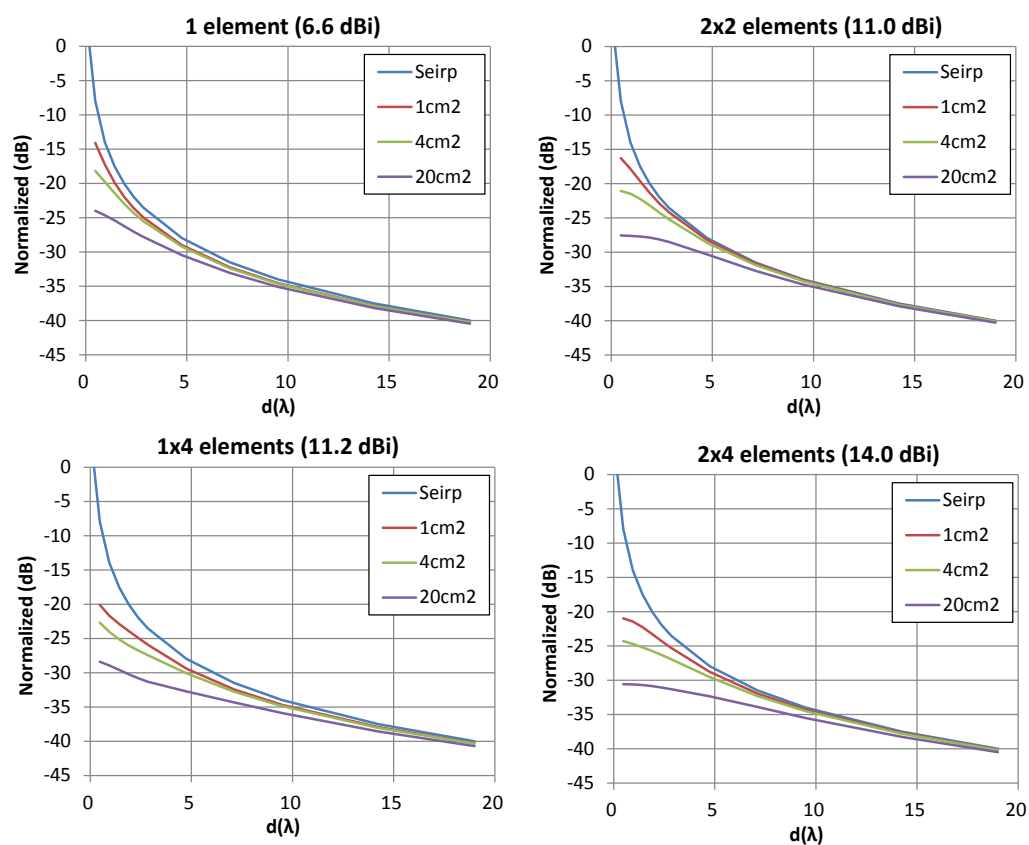 1 element (6.6 dBi)
0
-5
-10
-15
-20
-25
-30
-35
-40
-45
Normalized (dB)
Seirp
1cm2
4cm2
20cm2
0 5 10 15 20
d(λ)
2x2 elements (11.0 dBi)
0
-5
-10
-15
-20
-25
-30
-35
-40
-45
Normalized (dB)
Seirp
1cm2
4cm2
20cm2
0 5 10 15 20
d(λ)
1x4 elements (11.2 dBi)
0
-5
-10
-15
-20
-25
-30
-35
-40
-45
Normalized (dB)
Seirp
1cm2
4cm2
20cm2
0 5 10 15 20
d(λ)
2x4 elements (14.0 dBi)
0
-5
-10
-15
-20
-25
-30
-35
-40
-45
Normalized (dB)
Seirp
1cm2
4cm2
20cm2
0 5 10 15 20
d(λ)